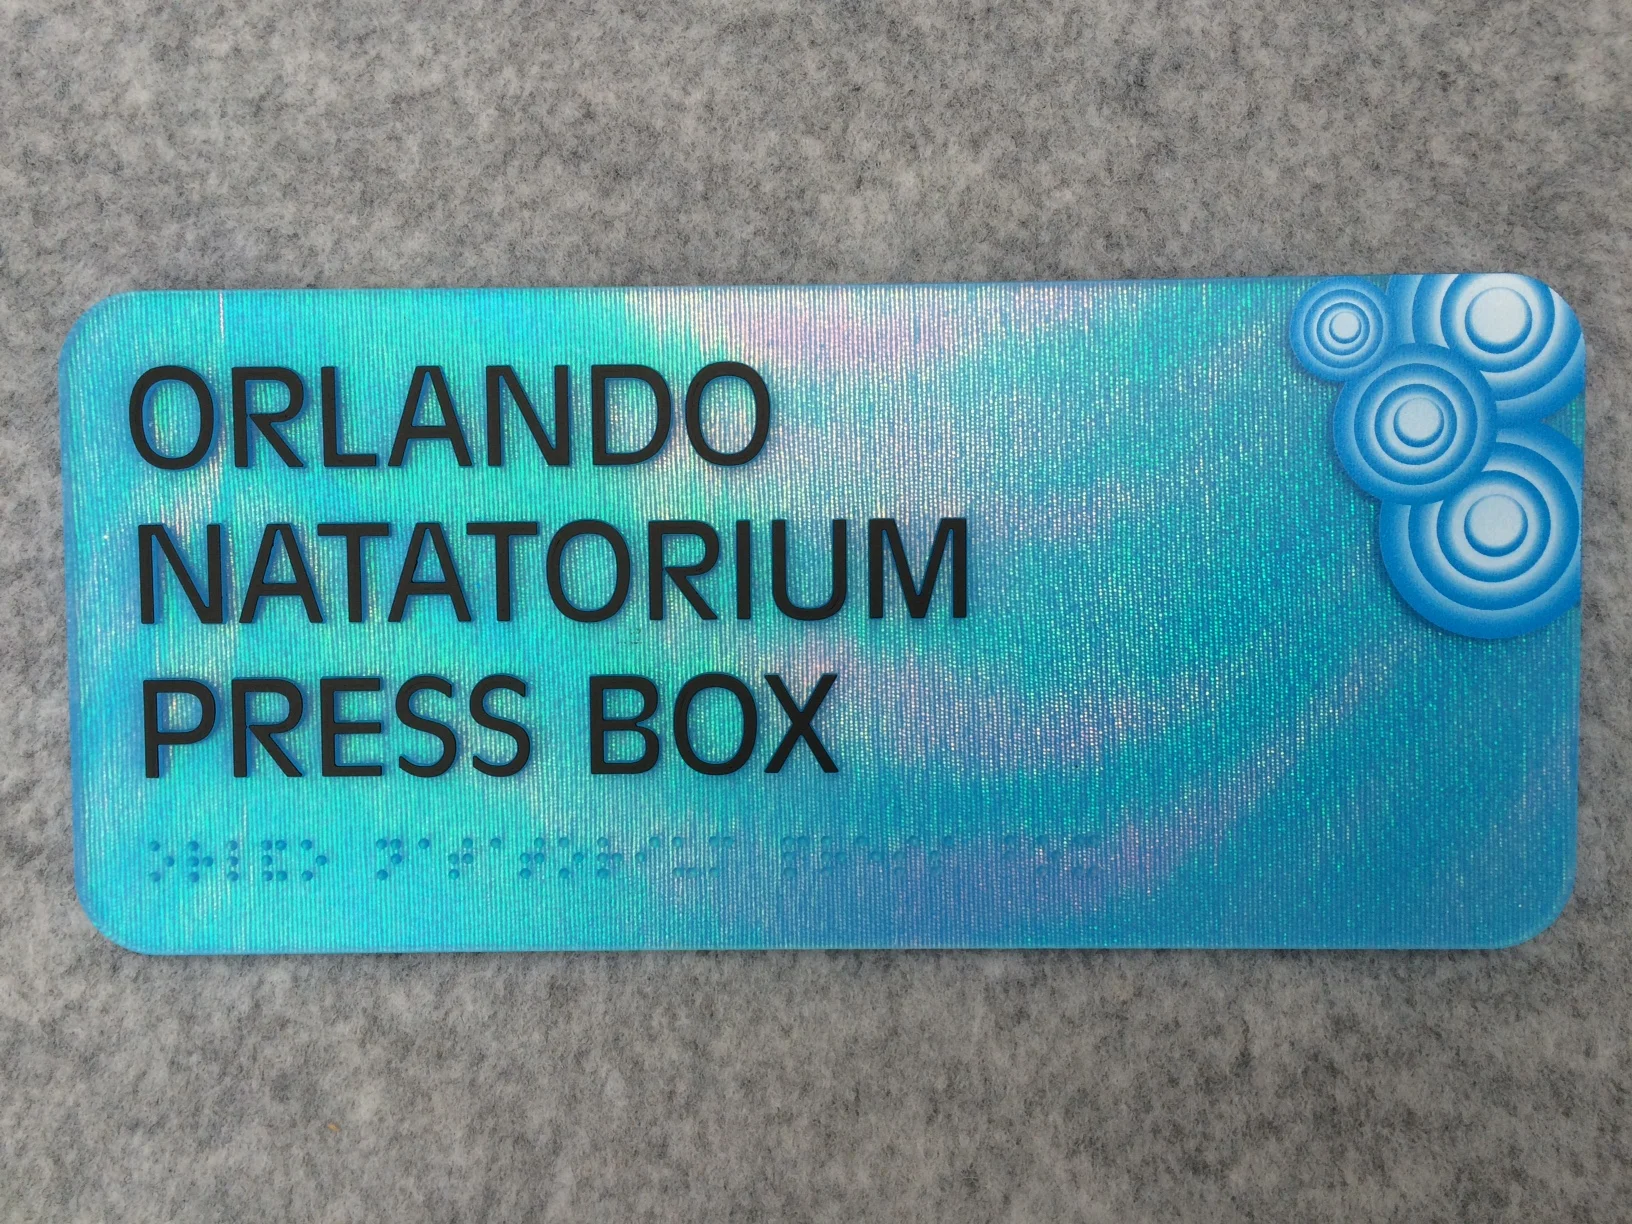 ORLANDO
NATATORIUM
PRESS BOX